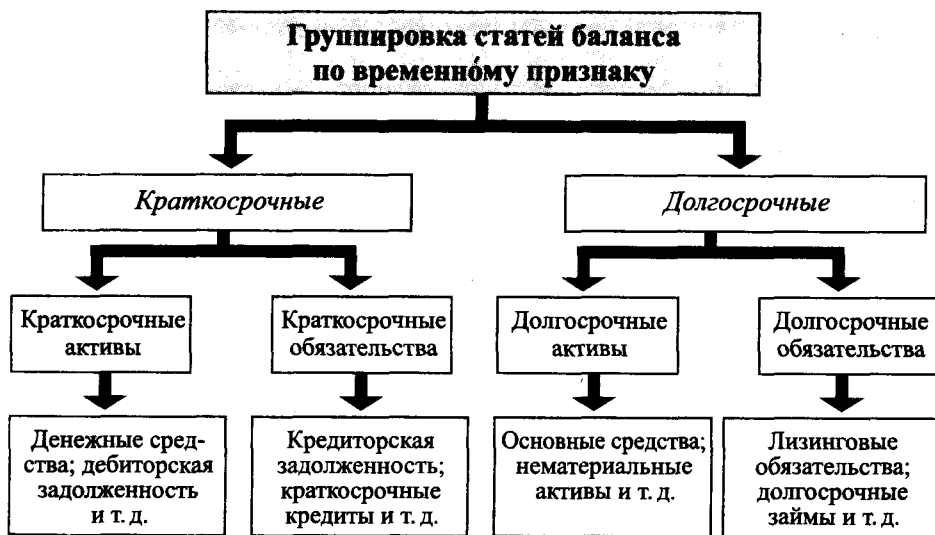 Группировка статей баланса
по временно́му признаку
Краткосрочные
Долгосрочные
Краткосрочные
активы
Краткосрочные
обязательства
Долгосрочные
активы
Долгосрочные
обязательства
Денежные сред-
ства; дебиторская
задолженность
и т. д.
Кредиторская
задолженность;
краткосрочные
кредиты и т. д.
Основные средства;
нематериальные
активы и т. д.
Лизинговые
обязательства;
долгосрочные
займы и т. д.